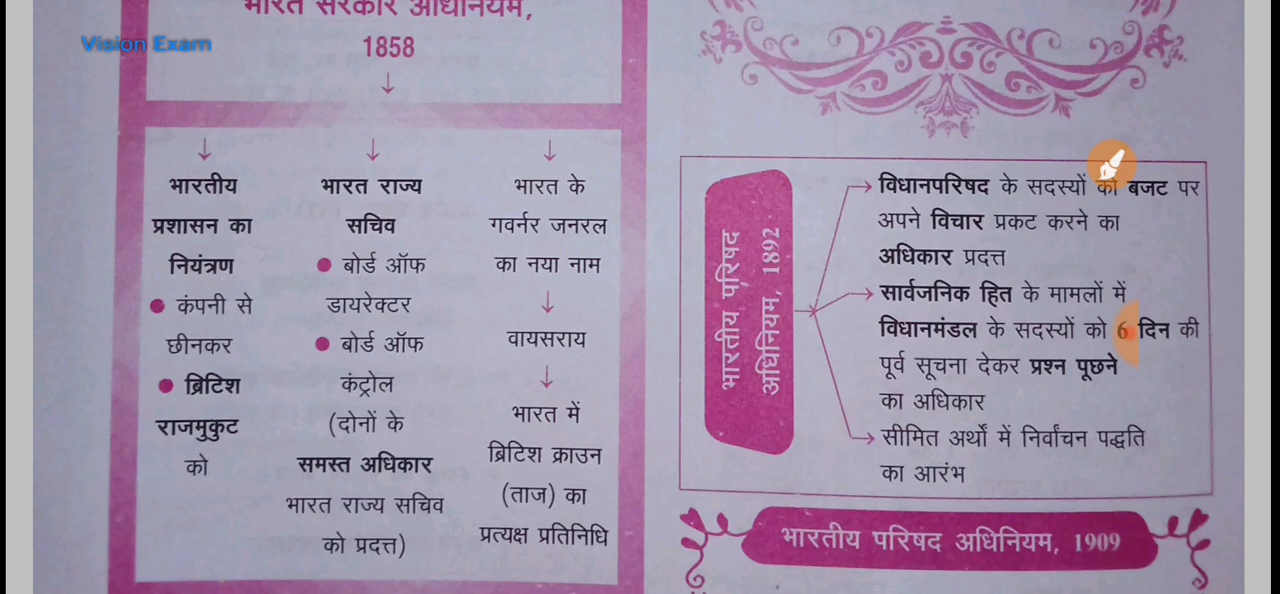 भारत सरकार अधिनियम,
1858
Vision Exam
भारतीय
प्रशासन का
नियंत्रण
कंपनी से
छीनकर
ब्रिटिश
राजमुकुट
को
भारत राज्य
सचिव
बोर्ड ऑफ
डायरेक्टर
बोर्ड ऑफ
कंट्रोल
(दोनों के
समस्त अधिकार
भारत राज्य सचिव
को प्रदत्त)
भारत के
गवर्नर जनरल
का नया नाम
वायसराय
भारत में
ब्रिटिश क्राउन
(ताज) का
प्रत्यक्ष प्रतिनिधि
भारतीय परिषद
अधिनियम, 1892
विधानपरिषद के सदस्यों को बजट पर
अपने विचार प्रकट करने का
अधिकार प्रदत्त
सार्वजनिक हित के मामलों में
विधानमंडल के सदस्यों को 6 दिन की
पूर्व सूचना देकर प्रश्न पूछने
का अधिकार
सीमित अर्थों में निर्वाचन पद्धति
का आरंभ
भारतीय परिषद अधिनियम, 1909